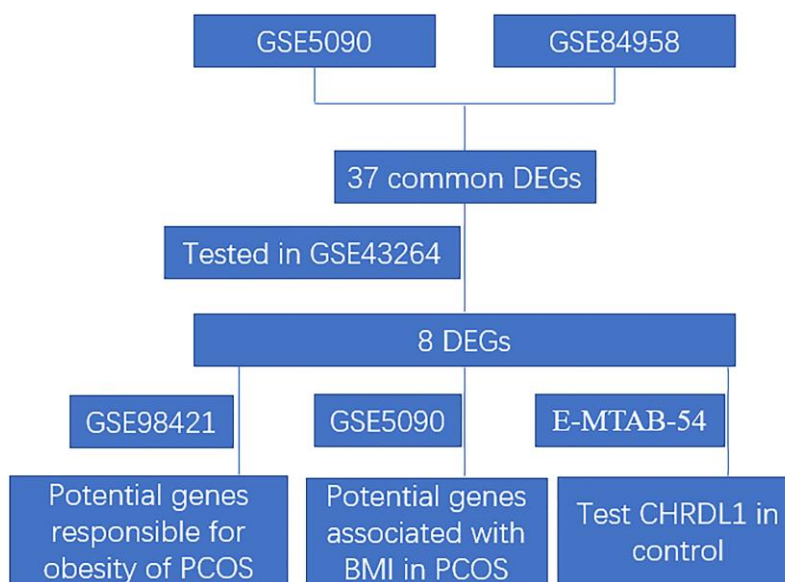 GSE5090
GSE84958
37 common DEGs
Tested in GSE43264
8 DEGs
GSE98421
GSE5090
E-MTAB-54
Potential genes
responsible for
obesity of PCOS
Potential genes
associated with
BMI in PCOS
Test CHRDL1 in
control